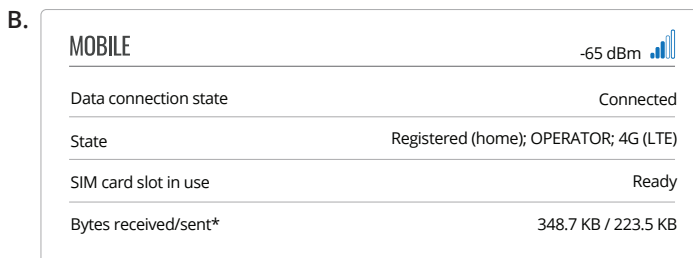 B.
MOBILE -65 dBm
Data connection state Connected
State Registered (home); OPERATOR; 4G (LTE)
SIM card slot in use Ready
Bytes received/sent* 348.7 KB / 223.5 KB